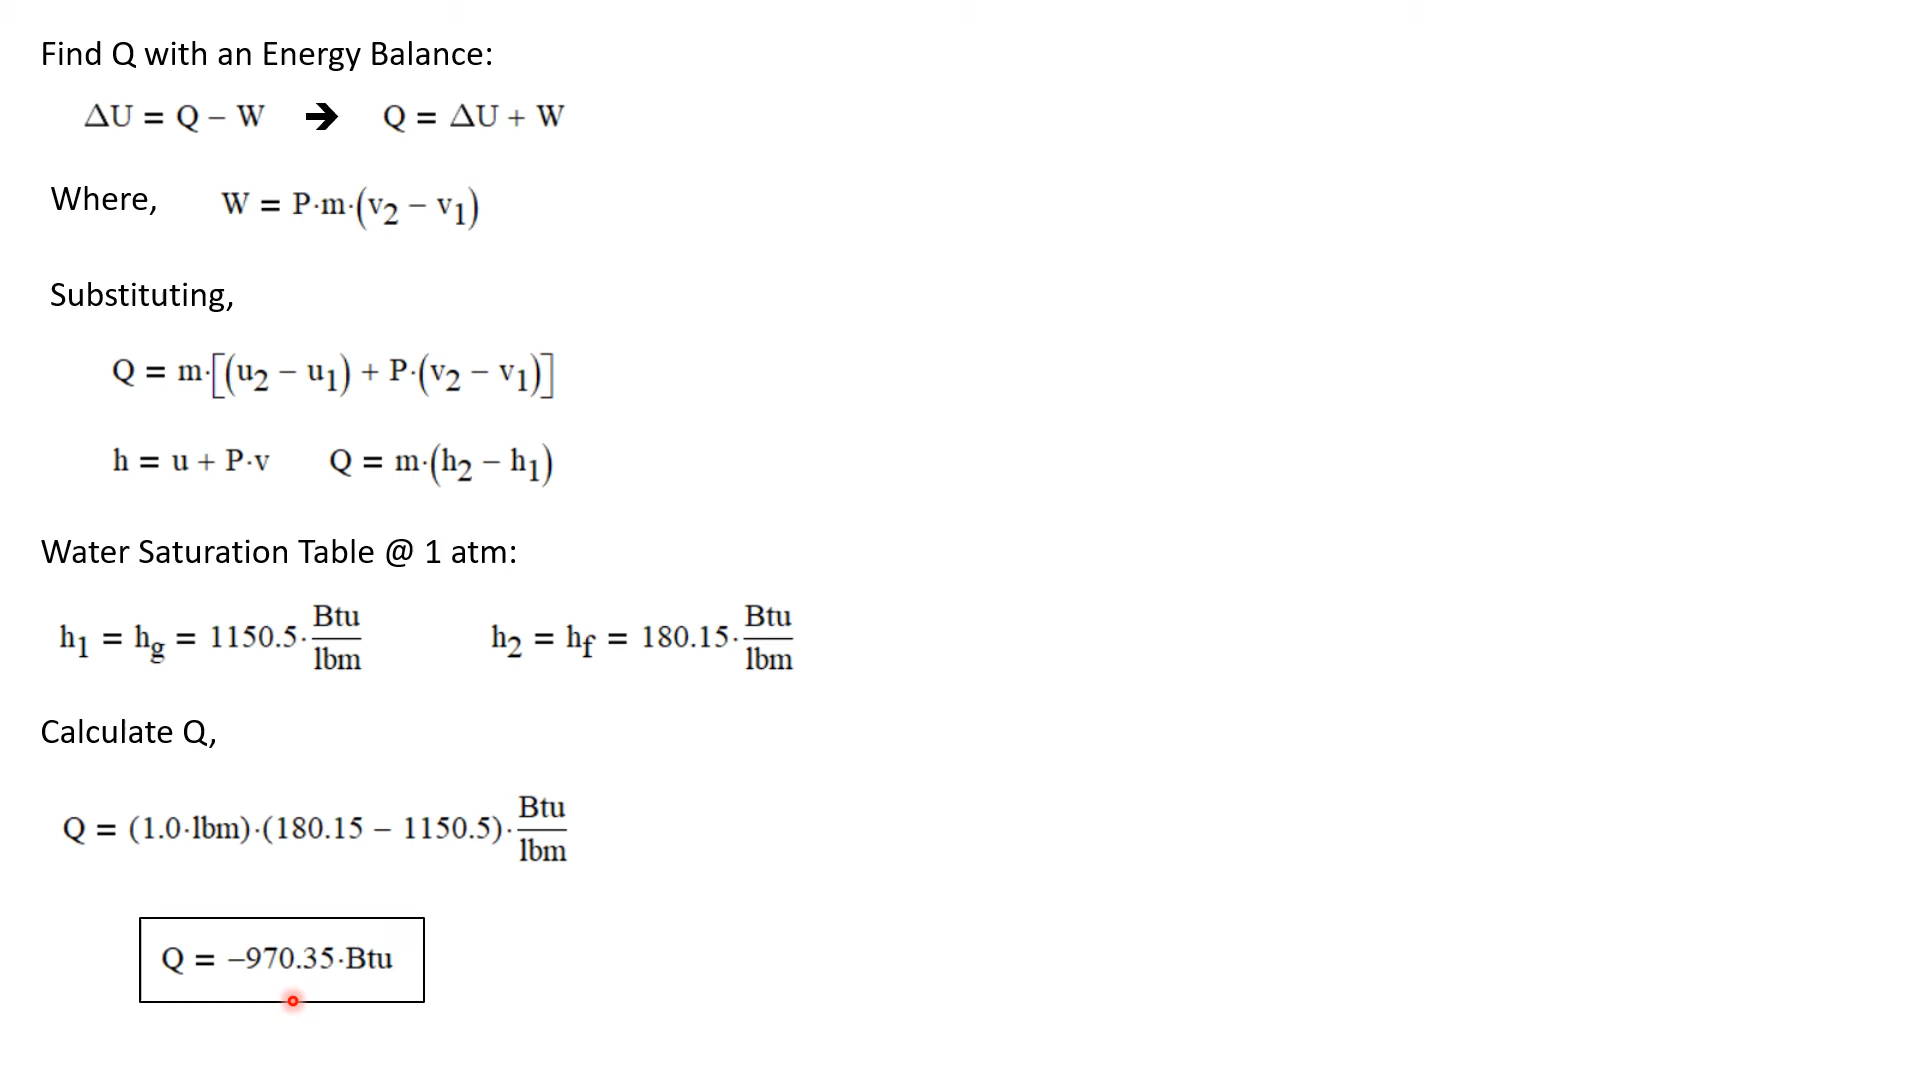 Find Q with an Energy Balance:
ΔU = Q − W ➔ Q = ΔU + W
Where, W = P·m·(v₂ − v₁)
Substituting,
Q = m·[(u₂ − u₁) + P·(v₂ − v₁)]
h = u + P·v Q = m·(h₂ − h₁)
Water Saturation Table @ 1 atm:
h₁ = h_g = 1150.5·Btu/lbm h₂ = h_f = 180.15·Btu/lbm
Calculate Q,
Q = (1.0·lbm)·(180.15 − 1150.5)·Btu/lbm
Q = −970.35·Btu